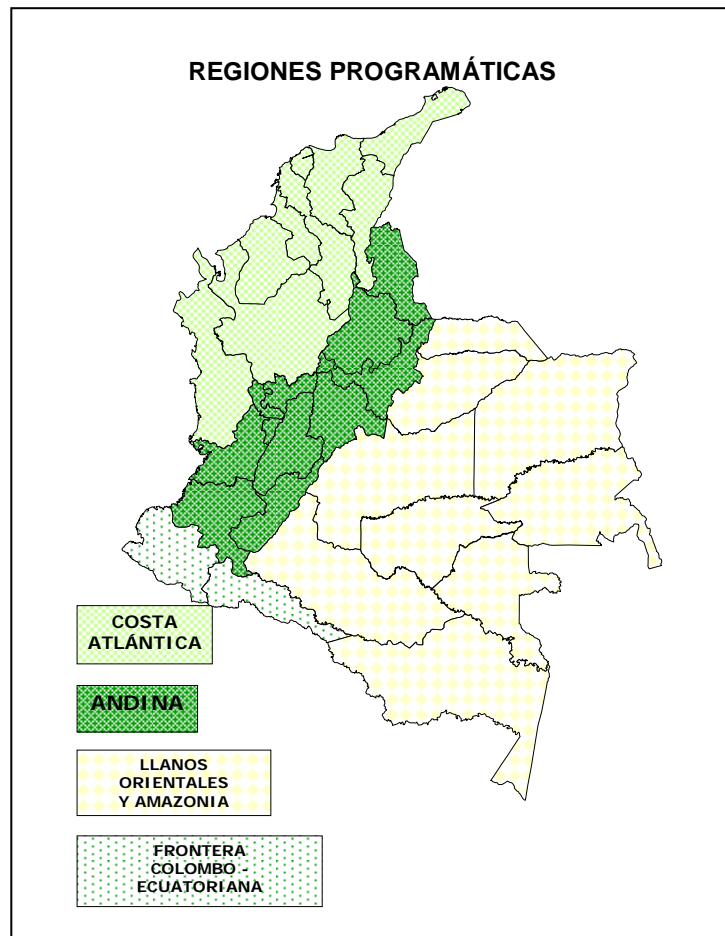 REGIONES PROGRAMÁTICAS
COSTA
ATLÁNTICA
ANDINA
LLANOS
ORIENTALES
Y AMAZONIA
FRONTERA
COLOMBO -
ECUATORIANA